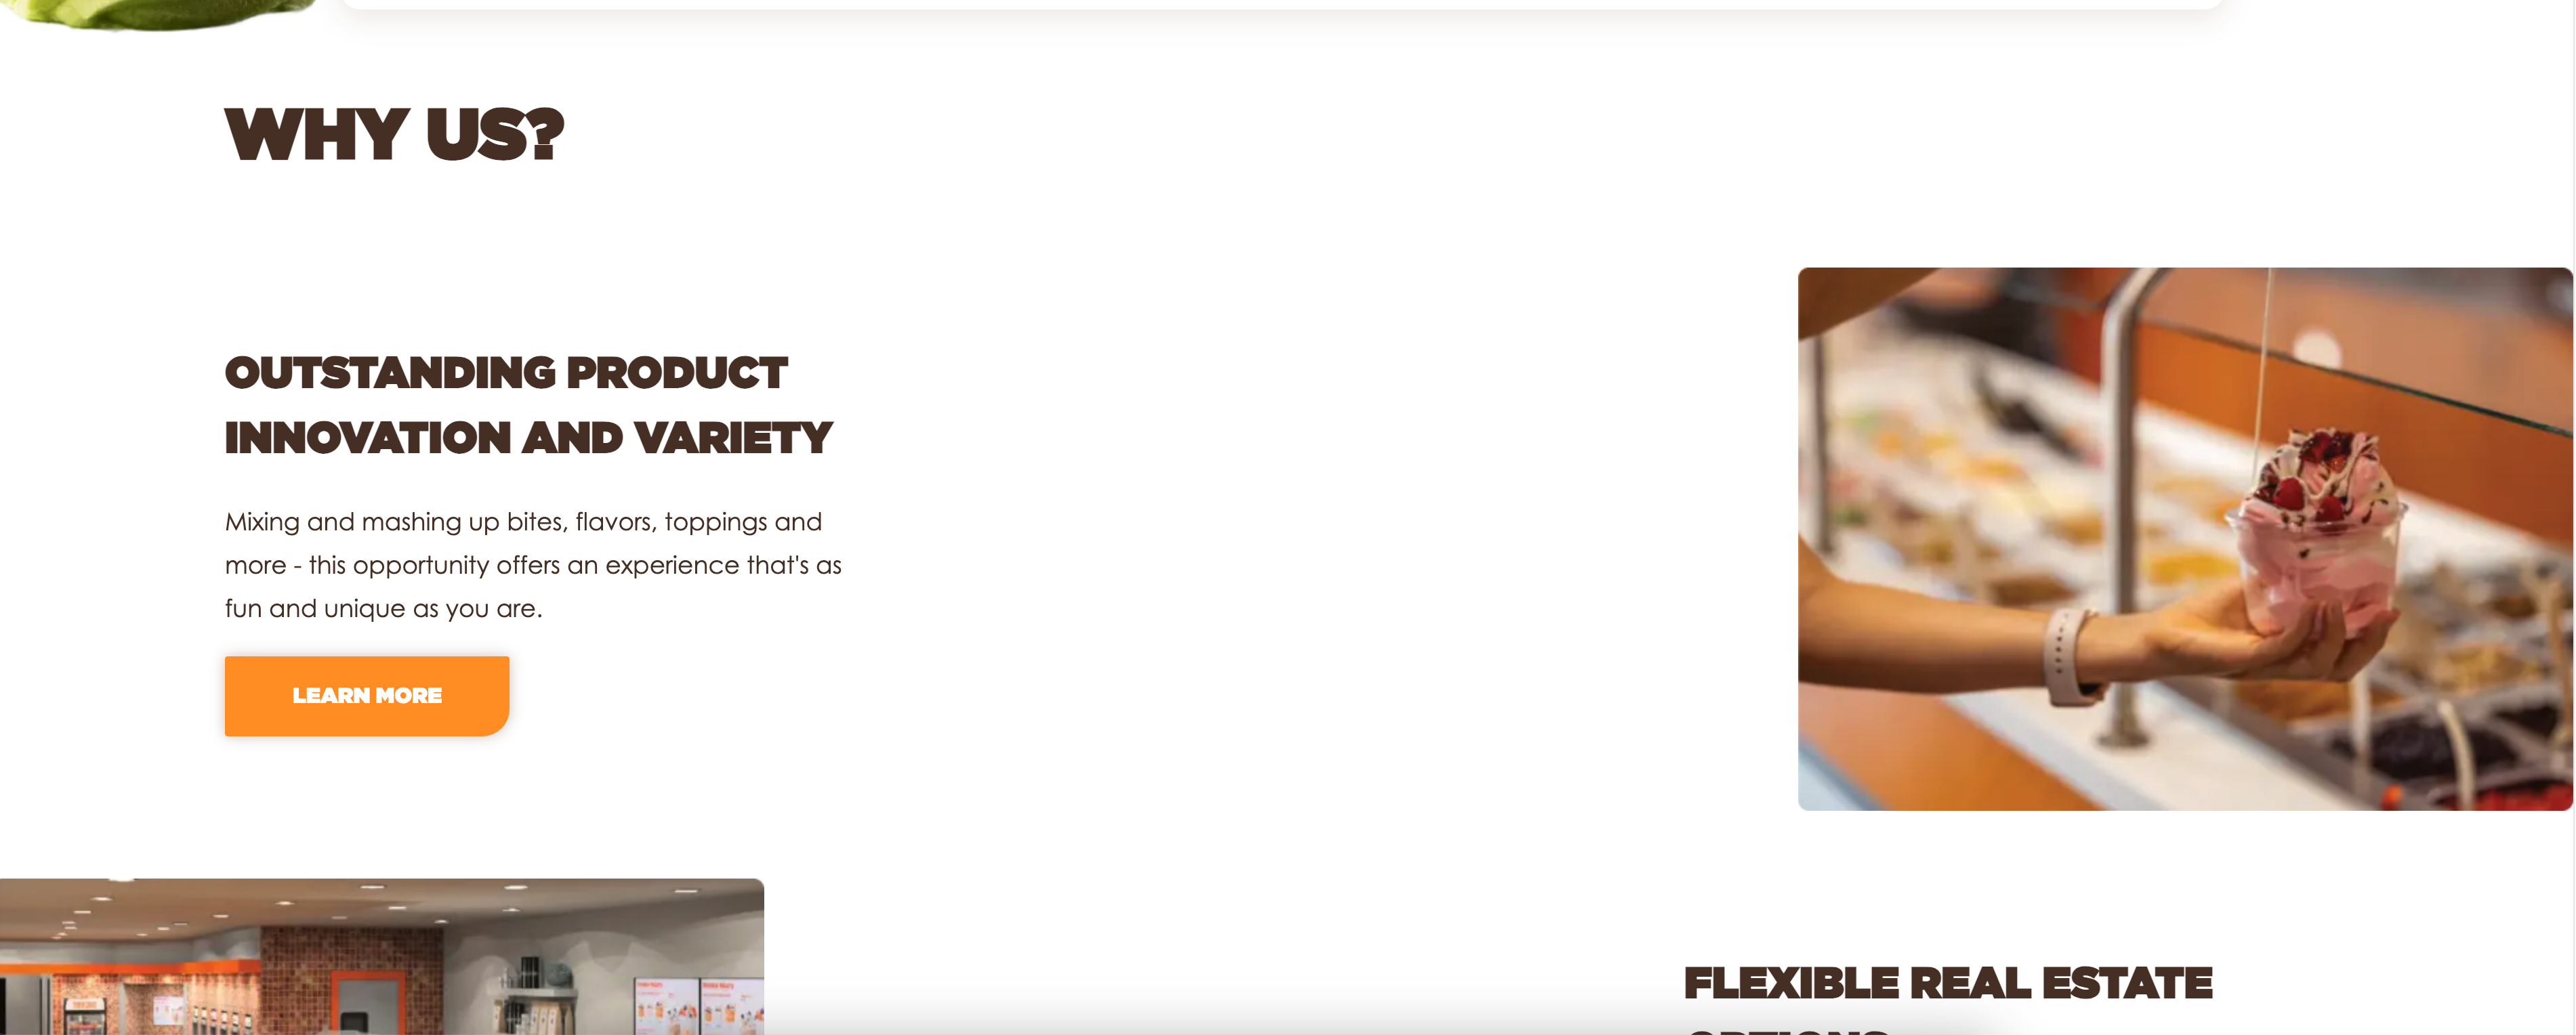 WHY US?
OUTSTANDING PRODUCT
INNOVATION AND VARIETY
Mixing and mashing up bites, flavors, toppings and
more - this opportunity offers an experience that's as
fun and unique as you are.
LEARN MORE
FLEXIBLE REAL ESTATE
OPTIONS